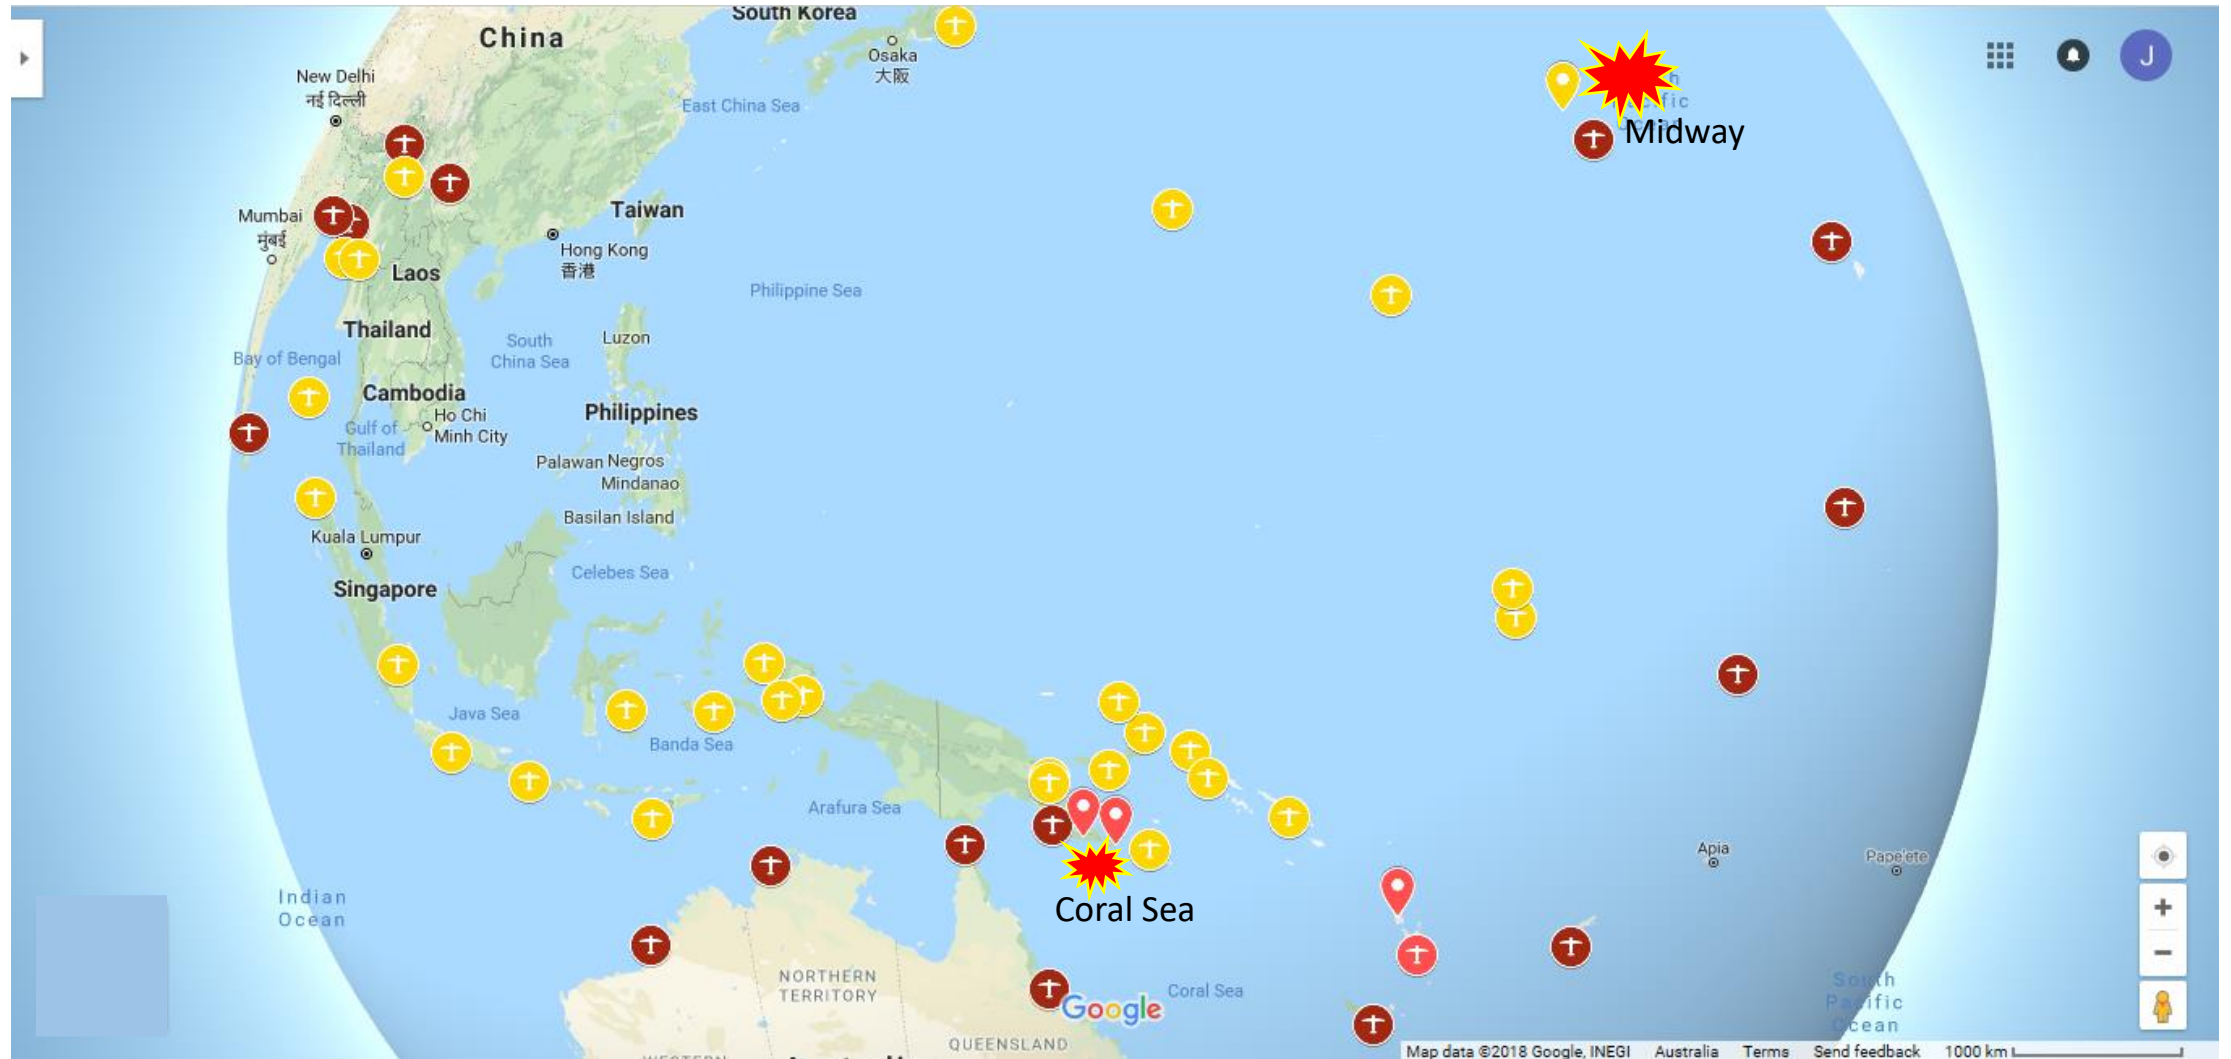 South Korea
China
Osaka
大阪
New Delhi
नई दिल्ली
East China Sea
Midway
Mumbai
मुंबई
Taiwan
Hong Kong
香港
Laos
Philippine Sea
Thailand
South
China Sea
Luzon
Bay of Bengal
Cambodia
Ho Chi
Minh City
Gulf of
Thailand
Philippines
Palawan
Negros
Mindanao
Basilan Island
Kuala Lumpur
Celebes Sea
Singapore
Java Sea
Banda Sea
Arafura Sea
Apia
Pape'ete
Indian
Ocean
Coral Sea
NORTHERN
TERRITORY
Coral Sea
Google
South
Pacific
Ocean
QUEENSLAND
J
Map data ©2018 Google, INEGI Australia Terms Send feedback 1000 km